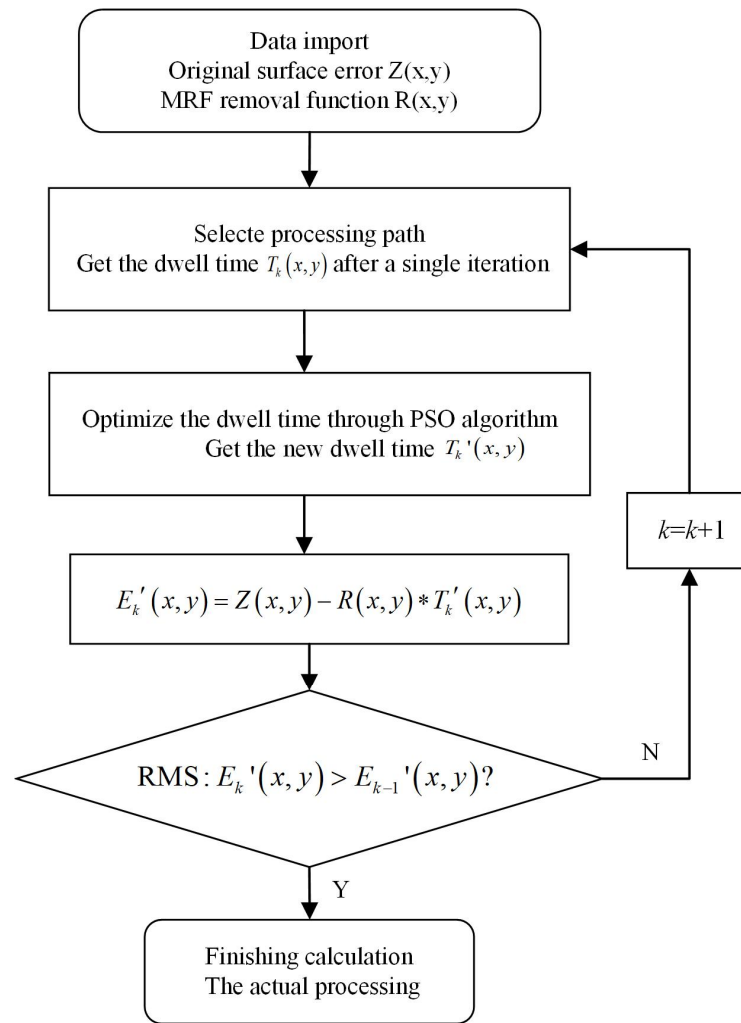 Data import
Original surface error Z(x,y)
MRF removal function R(x,y)
Selecte processing path
Get the dwell time T_k(x,y) after a single iteration
Optimize the dwell time through PSO algorithm
Get the new dwell time T_k'(x,y)
k=k+1
E_k'(x,y)=Z(x,y)−R(x,y)*T_k'(x,y)
RMS:E_k'(x,y)>E_{k−1}'(x,y)?
N
Y
Finishing calculation
The actual processing